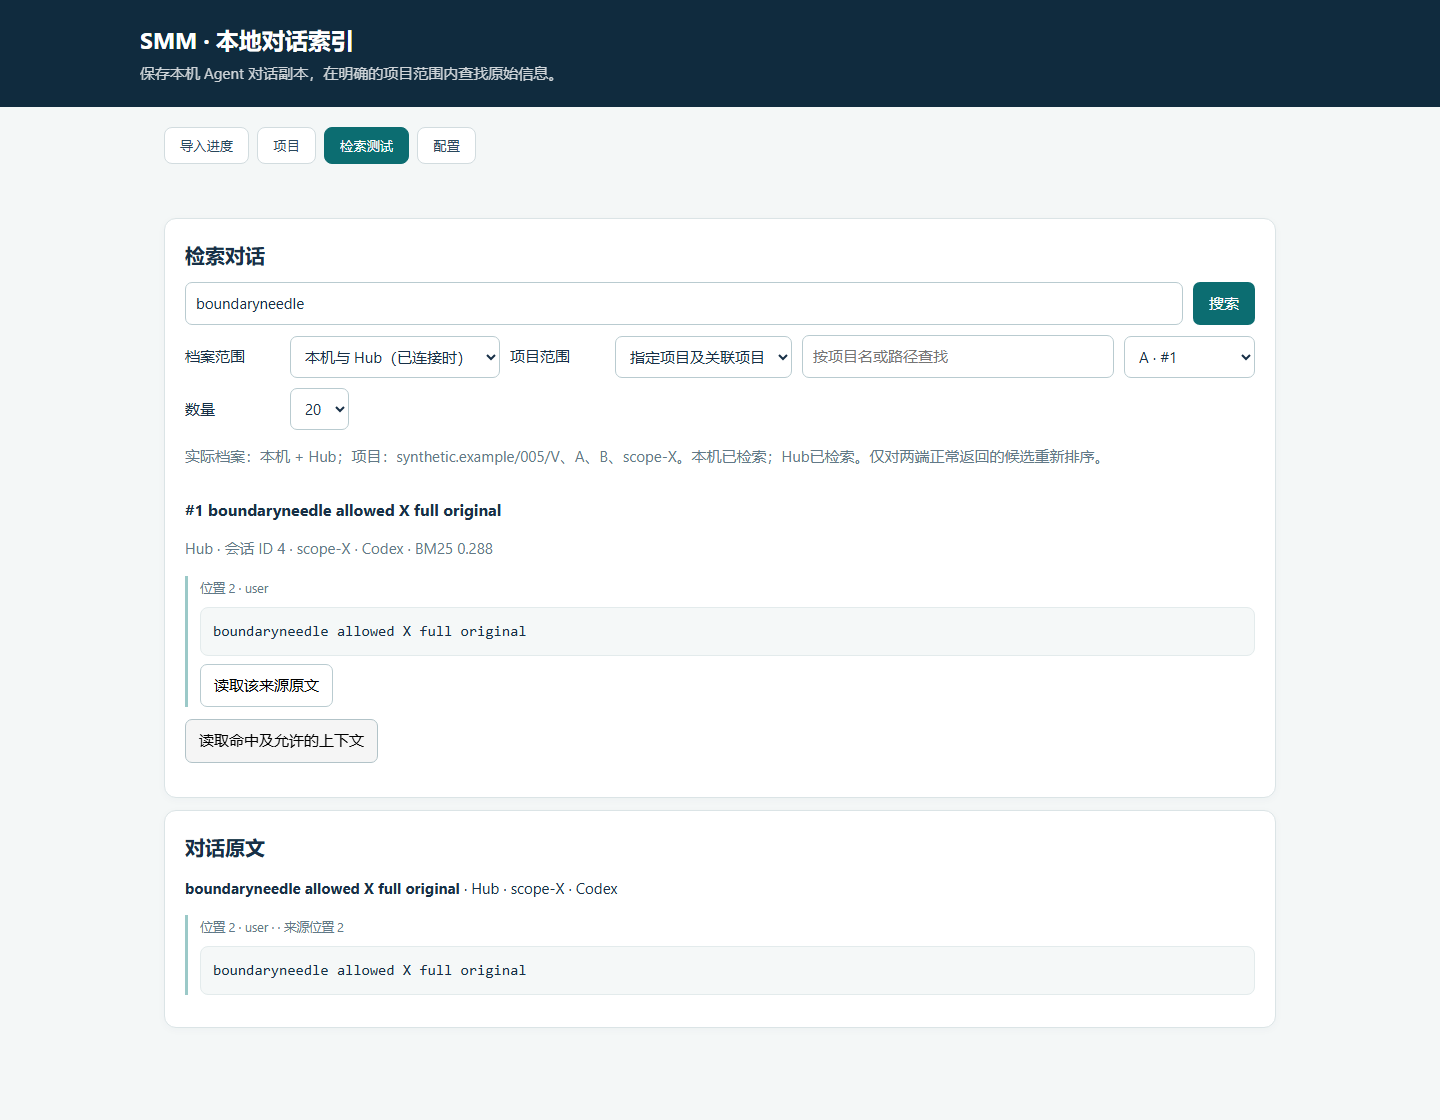 SMM · 本地对话索引
保存本机 Agent 对话副本，在明确的项目范围内查找原始信息。
导入进度 项目 检索测试 配置
检索对话
boundaryneedle 搜索
档案范围 本机与 Hub（已连接时） 项目范围 指定项目及关联项目 按项目名或路径查找 A · #1
数量 20
实际档案：本机 + Hub；项目：synthetic.example/005/V、A、B、scope-X。本机已检索；Hub已检索。仅对两端正常返回的候选重新排序。
#1 boundaryneedle allowed X full original
Hub · 会话 ID 4 · scope-X · Codex · BM25 0.288
位置 2 · user
boundaryneedle allowed X full original
读取该来源原文
读取命中及允许的上下文
对话原文
boundaryneedle allowed X full original · Hub · scope-X · Codex
位置 2 · user · · 来源位置 2
boundaryneedle allowed X full original